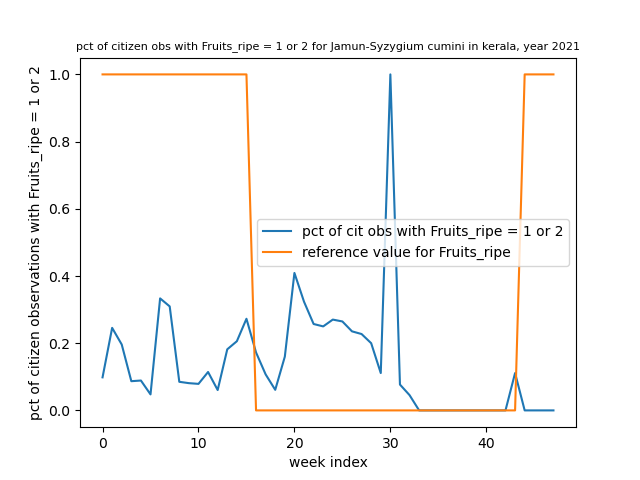 pct of citizen obs with Fruits_ripe = 1 or 2 for Jamun-Syzygium cumini in kerala, year 2021
pct of citizen observations with Fruits_ripe = 1 or 2
1.0
0.8
0.6
0.4
0.2
0.0
pct of cit obs with Fruits_ripe = 1 or 2
reference value for Fruits_ripe
0 10 20 30 40
week index